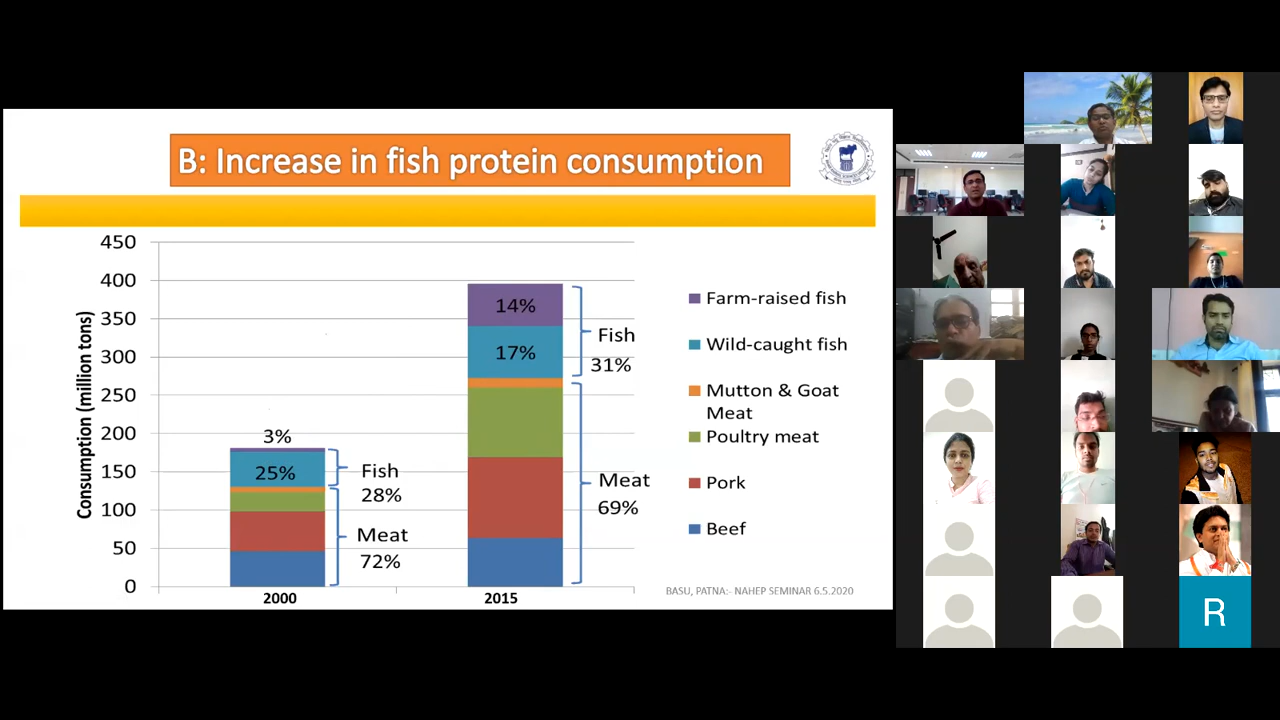 B: Increase in fish protein consumption
450
400
350
300
250
200
150
100
50
0
Consumption (million tons)
3%
25%
Fish
28%
Meat
72%
2000
14%
17%
Fish
31%
Meat
69%
2015
Farm-raised fish
Wild-caught fish
Mutton & Goat
Meat
Poultry meat
Pork
Beef
BASU, PATNA:- NAHEP SEMINAR 6.5.2020
R